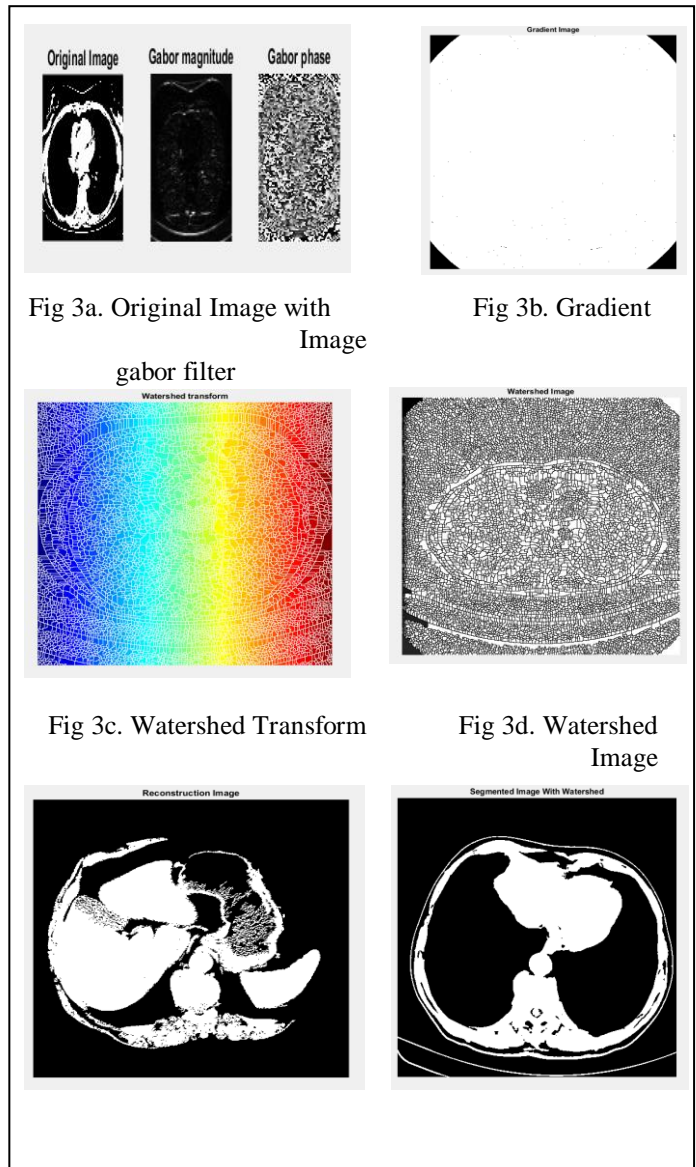 Original Image Gabor magnitude Gabor phase
Gradient Image
Fig 3a. Original Image with Fig 3b. Gradient
Image
gabor filter
Watershed transform
Watershed Image
Fig 3c. Watershed Transform Fig 3d. Watershed
Image
Reconstruction Image
Segmented Image With Watershed